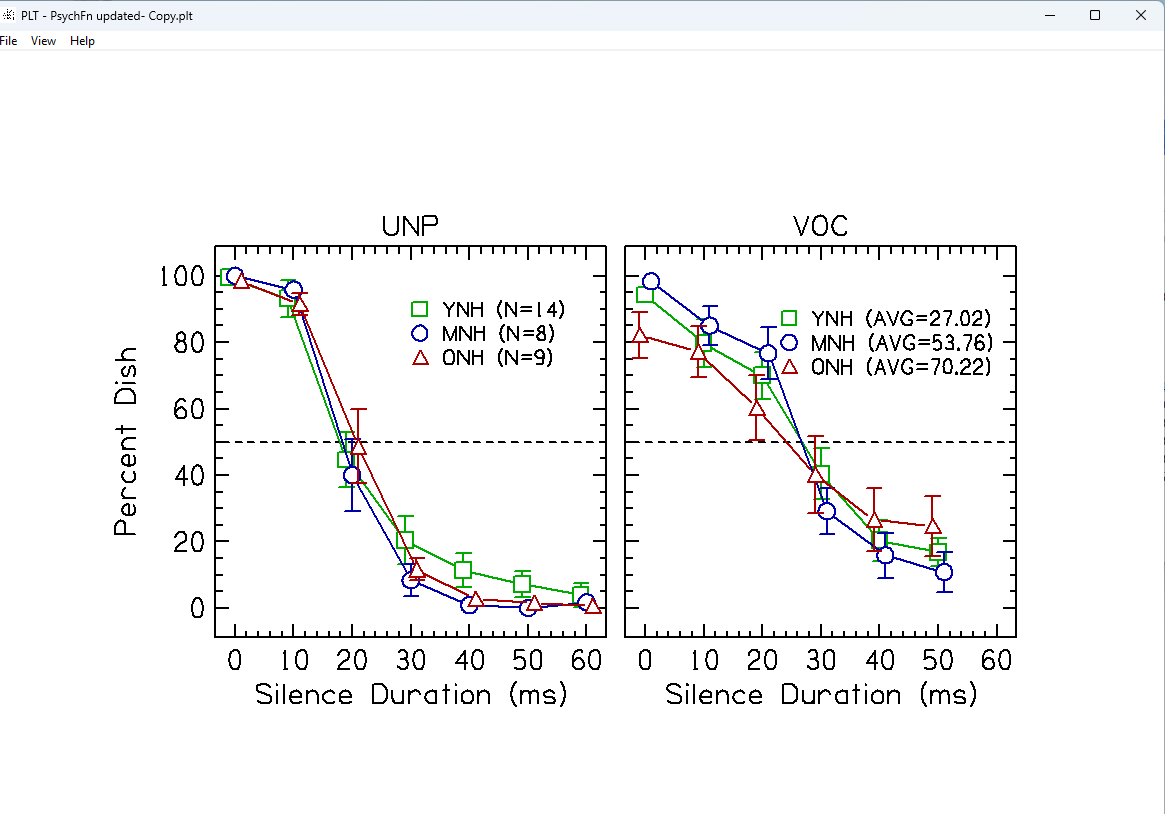 PLT - PsychFn updated- Copy.plt
File View Help
UNP
VOC
Percent Dish
100
80
60
40
20
0
YNH (N=14)
MNH (N=8)
ONH (N=9)
YNH (AVG=27.02)
MNH (AVG=53.76)
ONH (AVG=70.22)
0 10 20 30 40 50 60
Silence Duration (ms)
0 10 20 30 40 50 60
Silence Duration (ms)